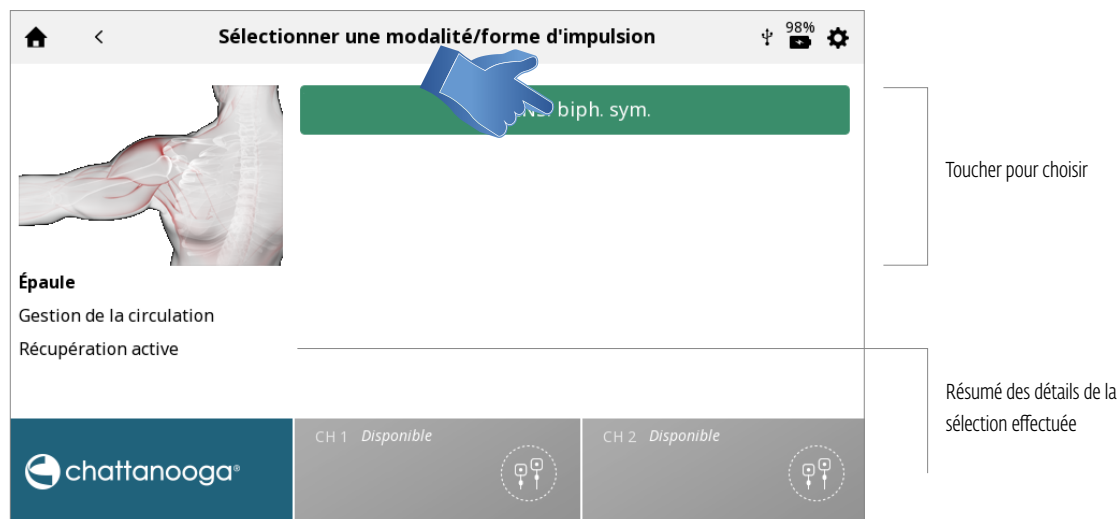 Sélectionner une modalité/forme d'impulsion
98%
biph. sym.
Toucher pour choisir
Épaule
Gestion de la circulation
Récupération active
Résumé des détails de la
sélection effectuée
CH 1 Disponible
CH 2 Disponible
chattanooga®